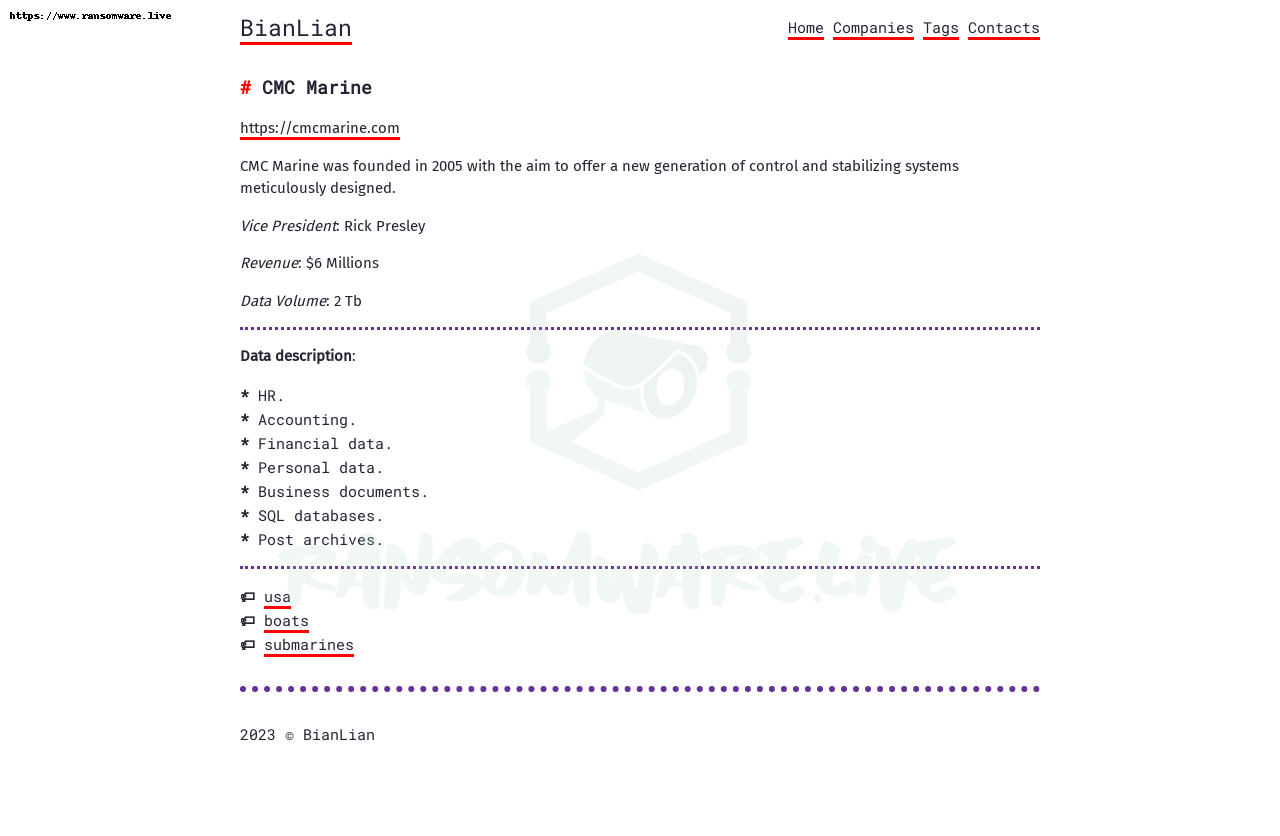 https://www.ransomware.live
BianLian
Home Companies Tags Contacts
# CMC Marine
https://cmcmarine.com
CMC Marine was founded in 2005 with the aim to offer a new generation of control and stabilizing systems
meticulously designed.
Vice President: Rick Presley
Revenue: $6 Millions
Data Volume: 2 Tb
Data description:
* HR.
* Accounting.
* Financial data.
* Personal data.
* Business documents.
* SQL databases.
* Post archives.
RANSOMWARE.LIVE
usa
boats
submarines
2023 © BianLian